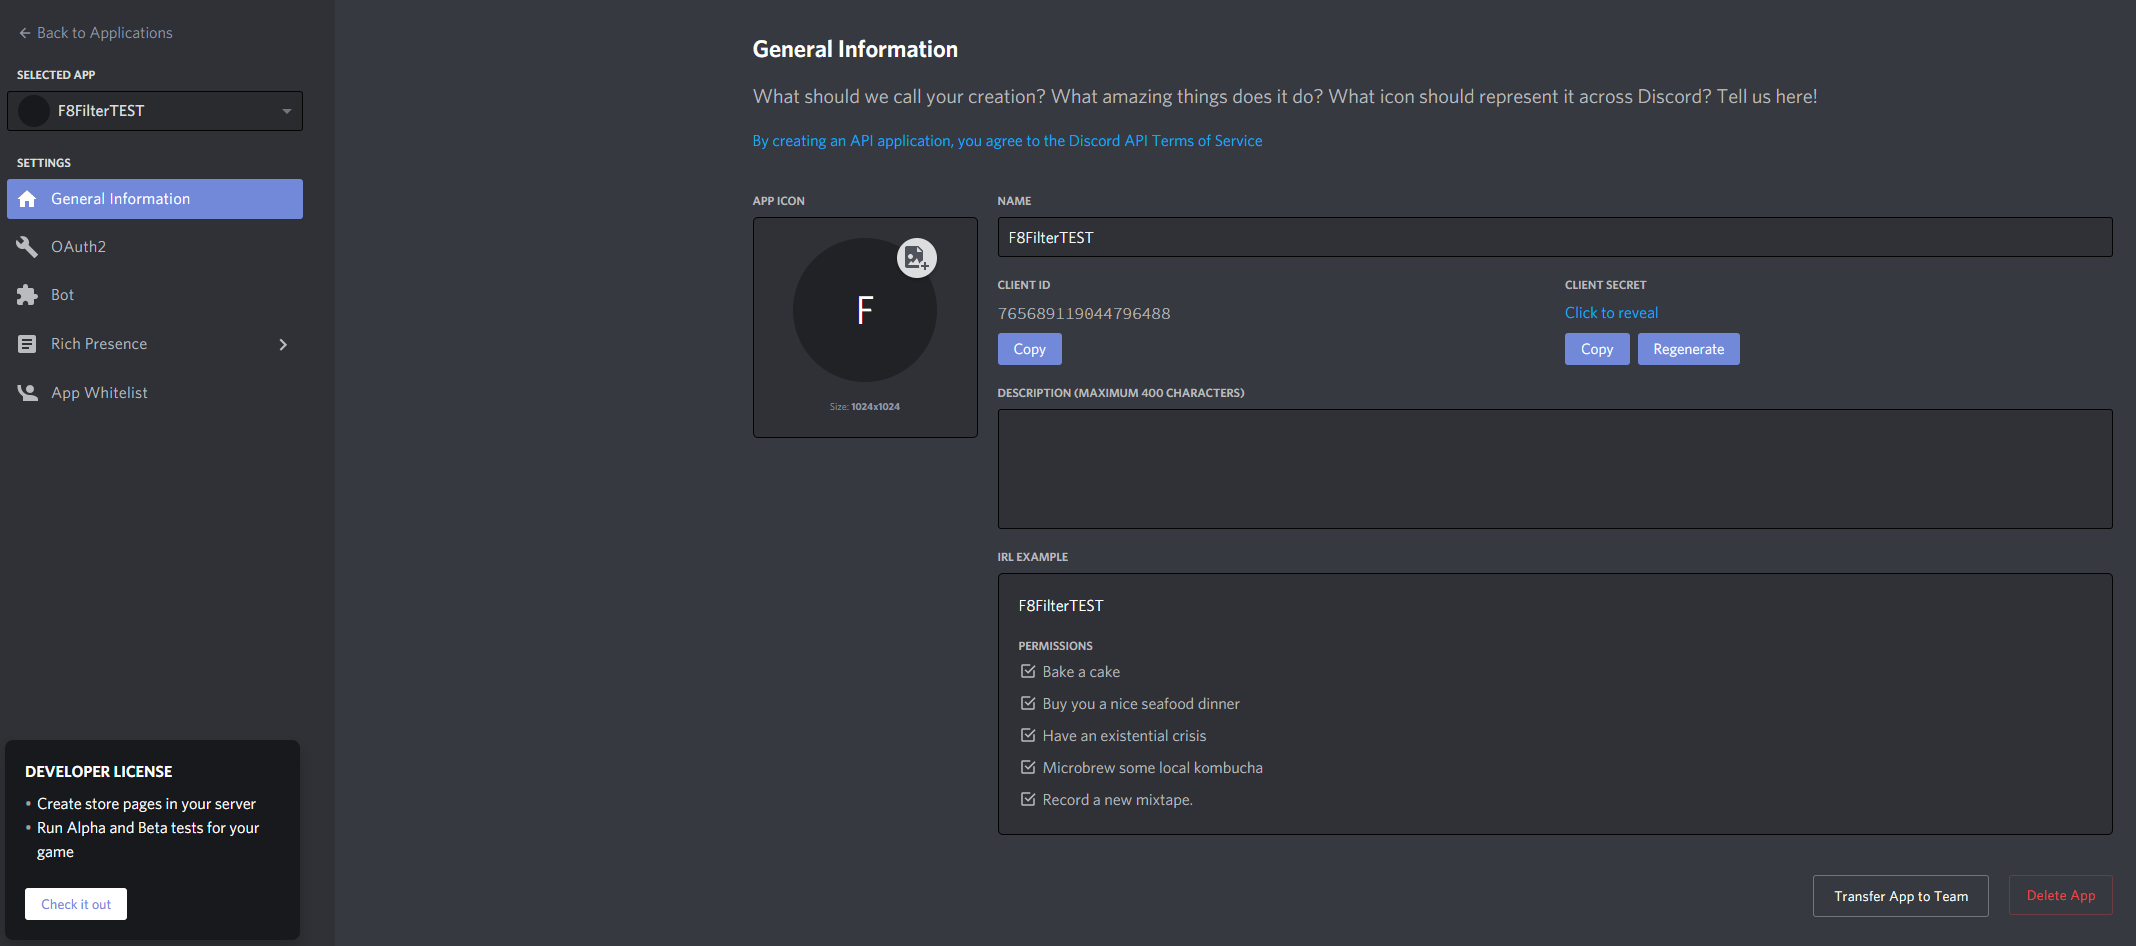 Back to Applications
SELECTED APP
F8FilterTEST
SETTINGS
General Information
OAuth2
Bot
Rich Presence
App Whitelist
DEVELOPER LICENSE
• Create store pages in your server
• Run Alpha and Beta tests for your
game
Check it out
General Information
What should we call your creation? What amazing things does it do? What icon should represent it across Discord? Tell us here!
By creating an API application, you agree to the Discord API Terms of Service
APP ICON
F
Size: 1024x1024
NAME
F8FilterTEST
CLIENT ID
765689119044796488
Copy
CLIENT SECRET
Click to reveal
Copy Regenerate
DESCRIPTION (MAXIMUM 400 CHARACTERS)
IRL EXAMPLE
F8FilterTEST
PERMISSIONS
Bake a cake
Buy you a nice seafood dinner
Have an existential crisis
Microbrew some local kombucha
Record a new mixtape.
Transfer App to Team Delete App